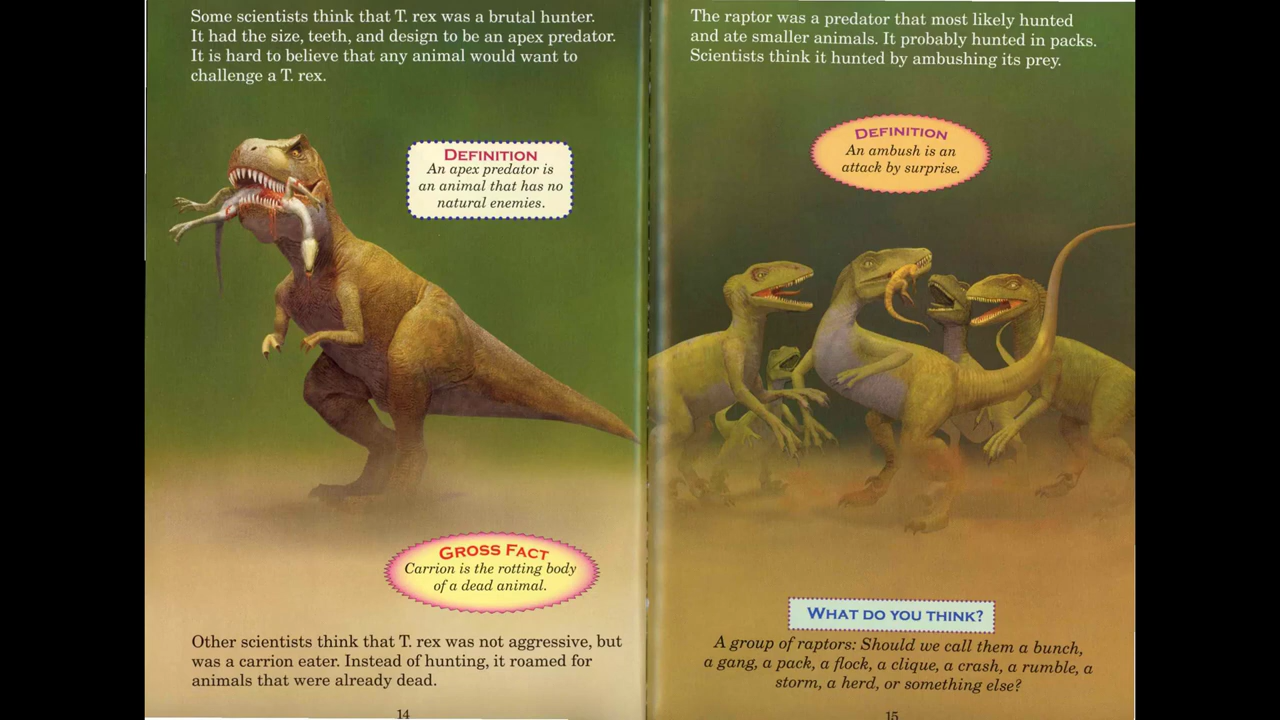 Some scientists think that T. rex was a brutal hunter.
It had the size, teeth, and design to be an apex predator.
It is hard to believe that any animal would want to
challenge a T. rex.
DEFINITION
An apex predator is
an animal that has no
natural enemies.
GROSS FACT
Carrion is the rotting body
of a dead animal.
Other scientists think that T. rex was not aggressive, but
was a carrion eater. Instead of hunting, it roamed for
animals that were already dead.
14
The raptor was a predator that most likely hunted
and ate smaller animals. It probably hunted in packs.
Scientists think it hunted by ambushing its prey.
DEFINITION
An ambush is an
attack by surprise.
WHAT DO YOU THINK?
A group of raptors: Should we call them a bunch,
a gang, a pack, a flock, a clique, a crash, a rumble, a
storm, a herd, or something else?
15